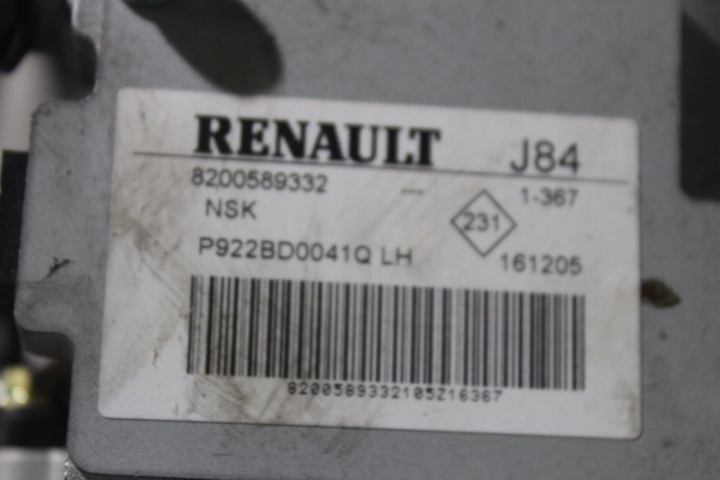 RENAULT J84
8200589332 -- 1-367
NSK 231
P922BD0041Q LH 161205
8200589332105Z16367